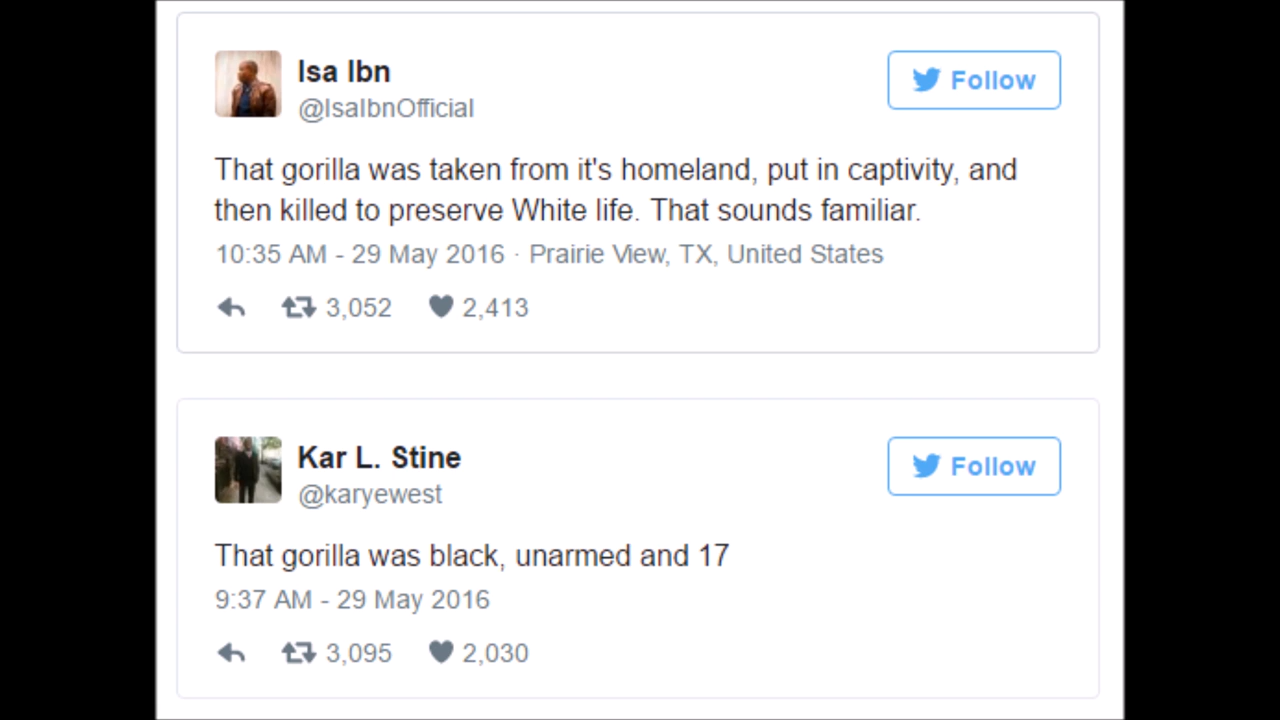 Isa Ibn
Follow
@IsaIbnOfficial
That gorilla was taken from it's homeland, put in captivity, and
then killed to preserve White life. That sounds familiar.
10:35 AM - 29 May 2016 · Prairie View, TX, United States
3,052 2,413
Kar L. Stine
Follow
@karyewest
That gorilla was black, unarmed and 17
9:37 AM - 29 May 2016
3,095 2,030